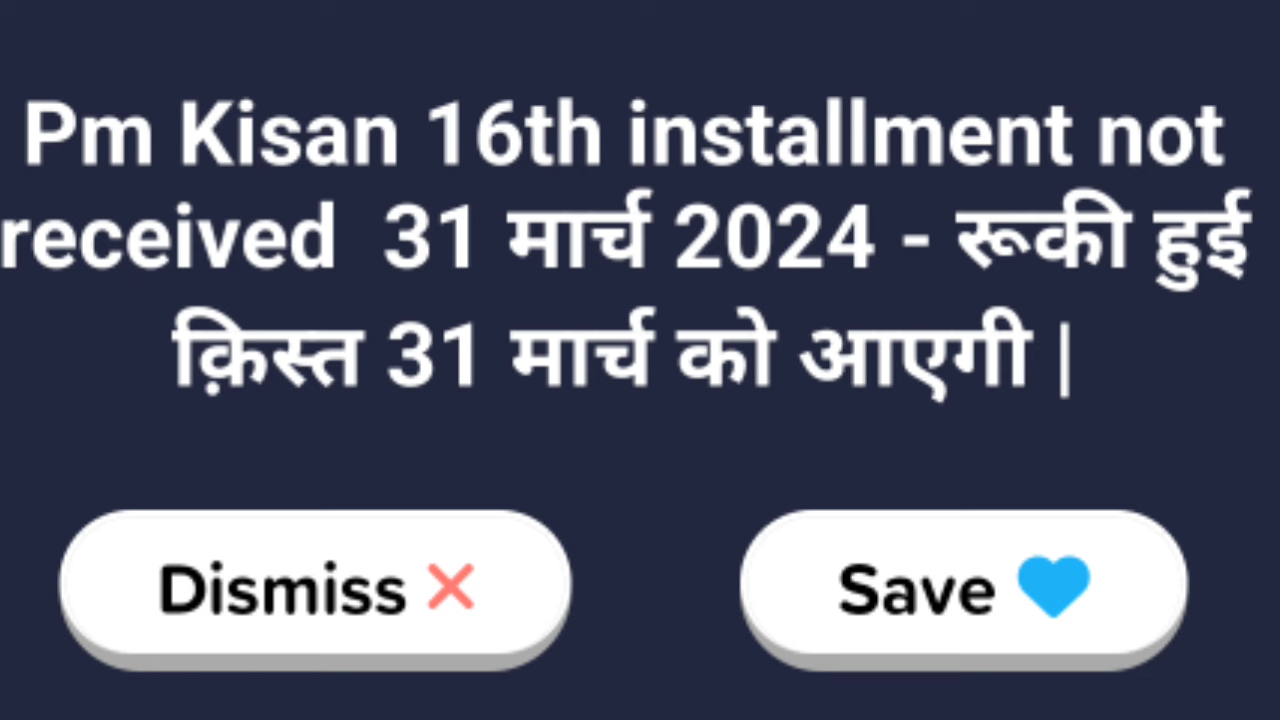 Pm Kisan 16th installment not
received 31 मार्च 2024 - रूकी हुई
क़िस्त 31 मार्च को आएगी |
Dismiss Save